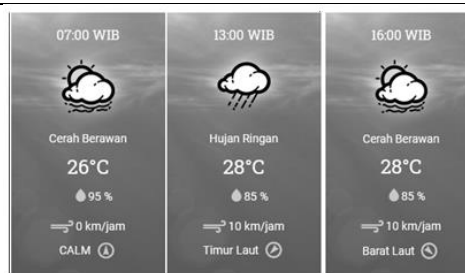 07:00 WIB
Cerah Berawan
26°C
95 %
0 km/jam
CALM
13:00 WIB
Hujan Ringan
28°C
85 %
10 km/jam
Timur Laut
16:00 WIB
Cerah Berawan
28°C
85 %
10 km/jam
Barat Laut